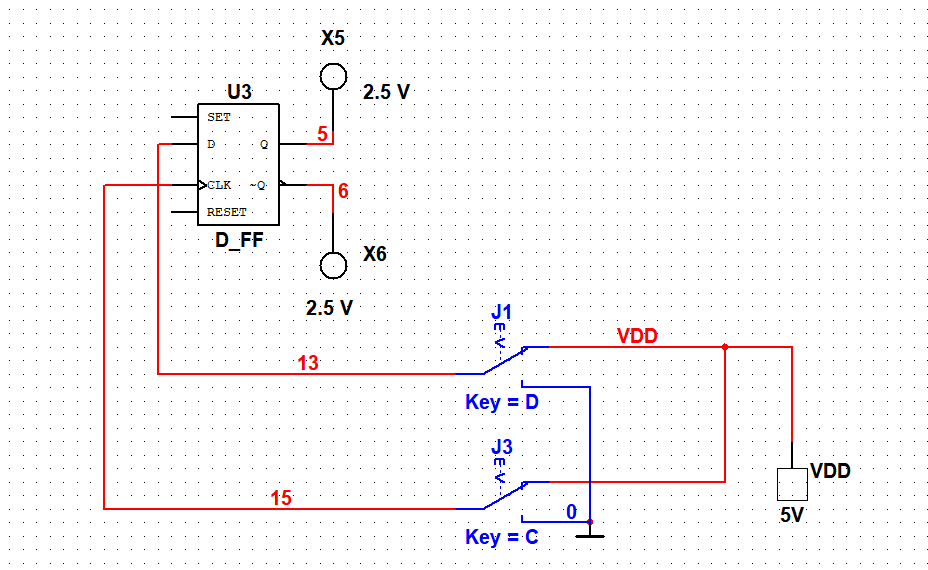 X5
2.5 V
U3
SET
D
Q
5
CLK
~Q
6
RESET
D_FF
X6
2.5 V
J1
VDD
13
Key = D
J3
VDD
15
0
5V
Key = C